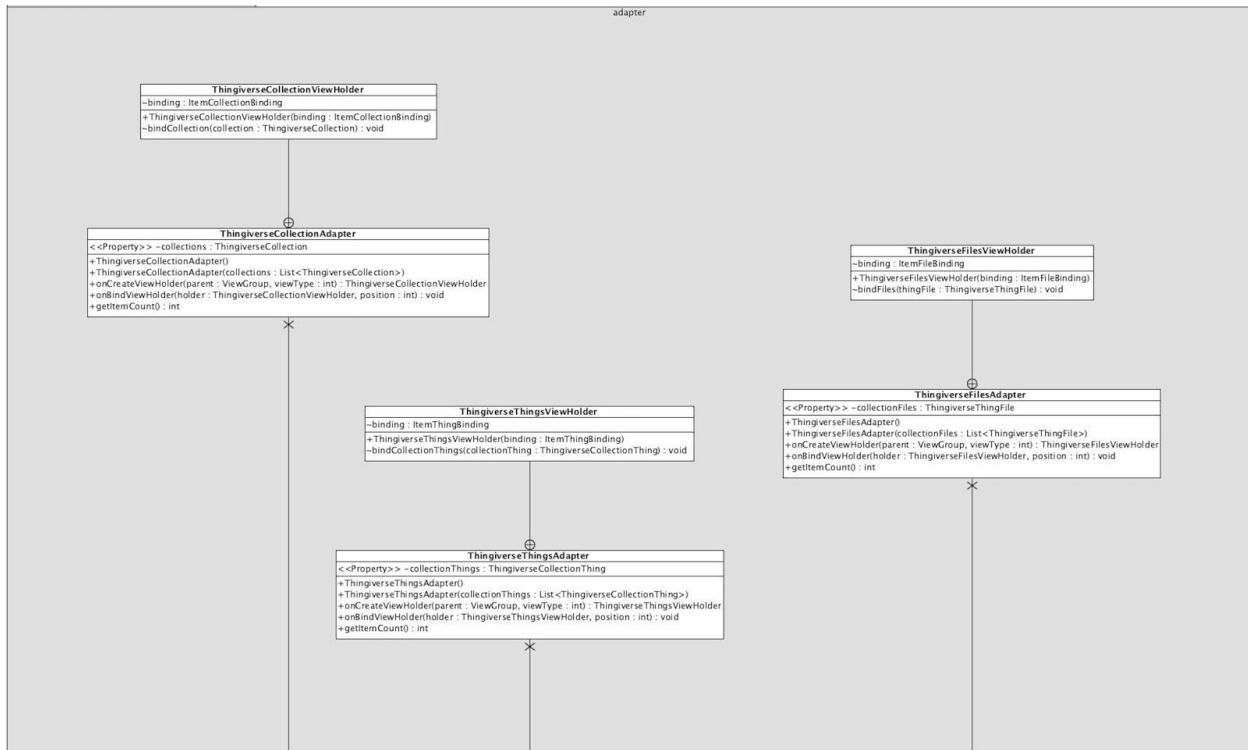 adapter
ThingiverseCollectionViewHolder
~binding : ItemCollectionBinding
+ThingiverseCollectionViewHolder(binding : ItemCollectionBinding)
~bindCollection(collection : ThingiverseCollection) : void
ThingiverseCollectionAdapter
<<Property>> -collections : ThingiverseCollection
+ThingiverseCollectionAdapter()
+ThingiverseCollectionAdapter(collections : List<ThingiverseCollection>)
+onCreateViewHolder(parent : ViewGroup, viewType : int) : ThingiverseCollectionViewHolder
+onBindViewHolder(holder : ThingiverseCollectionViewHolder, position : int) : void
+getItemCount() : int
ThingiverseFilesViewHolder
~binding : ItemFileBinding
+ThingiverseFilesViewHolder(binding : ItemFileBinding)
~bindFiles(thingFile : ThingiverseThingFile) : void
ThingiverseFilesAdapter
<<Property>> -collectionFiles : ThingiverseThingFile
+ThingiverseFilesAdapter()
+ThingiverseFilesAdapter(collectionFiles : List<ThingiverseThingFile>)
+onCreateViewHolder(parent : ViewGroup, viewType : int) : ThingiverseFilesViewHolder
+onBindViewHolder(holder : ThingiverseFilesViewHolder, position : int) : void
+getItemCount() : int
ThingiverseThingsViewHolder
~binding : ItemThingBinding
+ThingiverseThingsViewHolder(binding : ItemThingBinding)
~bindCollectionThings(collectionThing : ThingiverseCollectionThing) : void
ThingiverseThingsAdapter
<<Property>> -collectionThings : ThingiverseCollectionThing
+ThingiverseThingsAdapter()
+ThingiverseThingsAdapter(collectionThings : List<ThingiverseCollectionThing>)
+onCreateViewHolder(parent : ViewGroup, viewType : int) : ThingiverseThingsViewHolder
+onBindViewHolder(holder : ThingiverseThingsViewHolder, position : int) : void
+getItemCount() : int